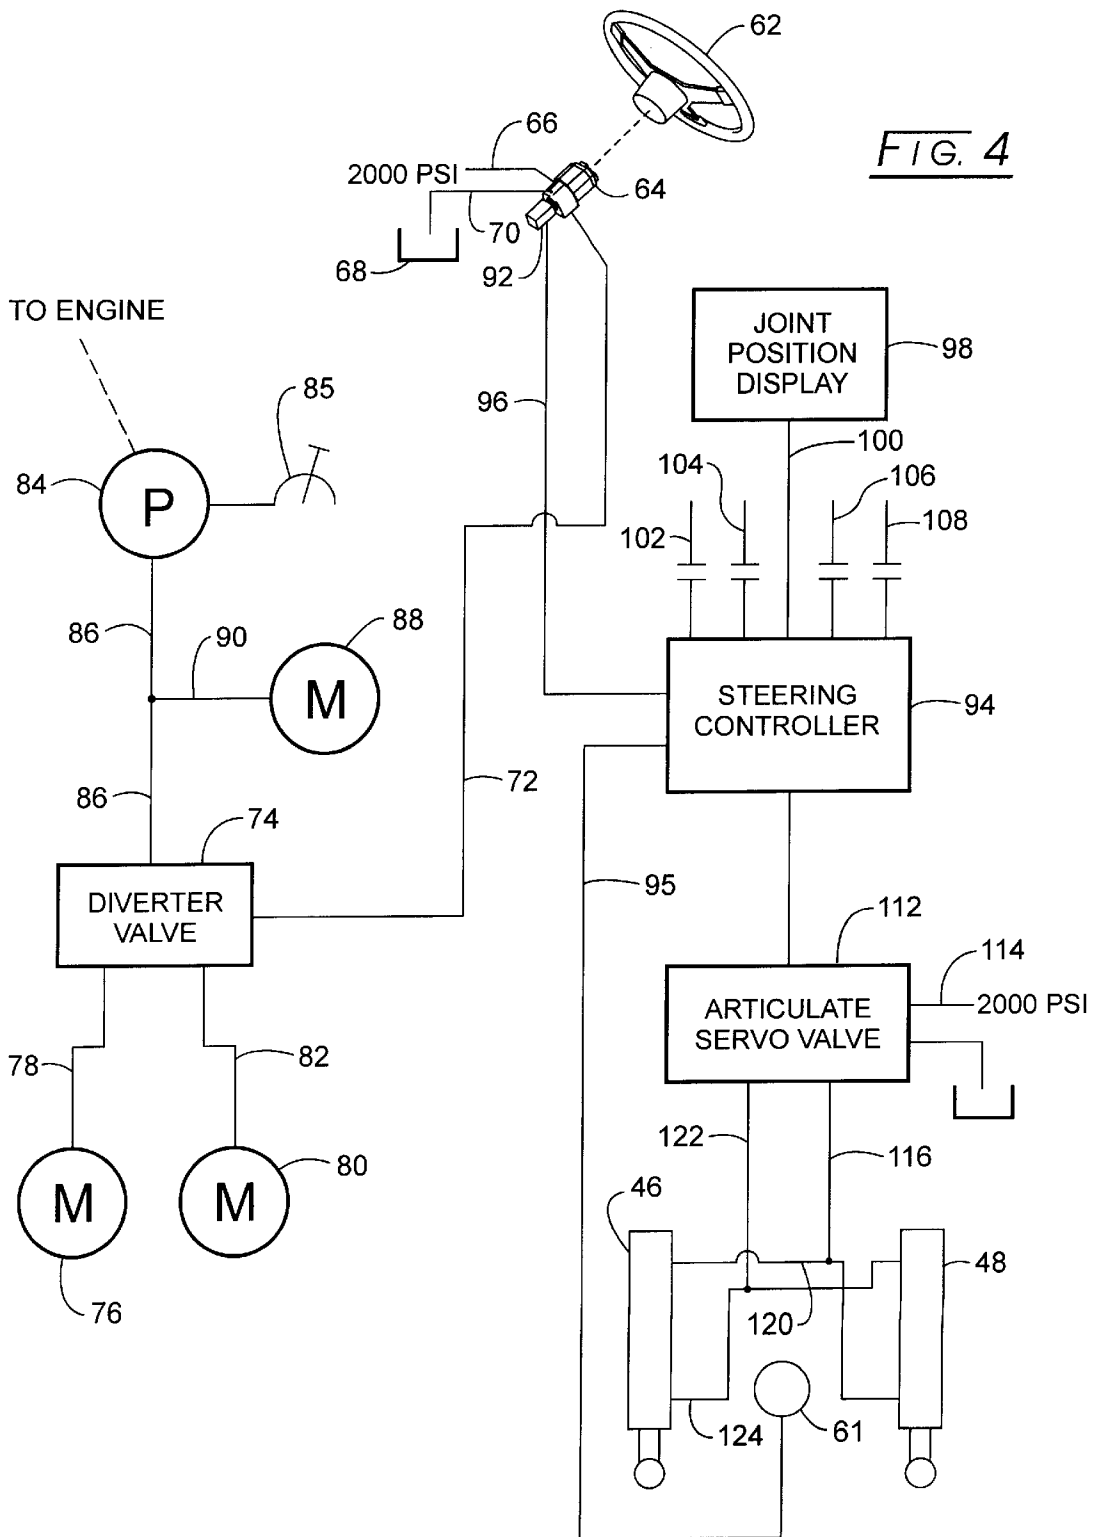 62
FIG. 4
66
2000 PSI
64
70
68
92
TO ENGINE
JOINT
POSITION
DISPLAY
98
85
96
100
84
P
104
106
102
108
86
90
88
M
STEERING
CONTROLLER
94
86
72
74
95
DIVERTER
VALVE
112
114
2000 PSI
ARTICULATE
SERVO VALVE
78
82
122
116
80
M
M
46
48
76
120
124
61